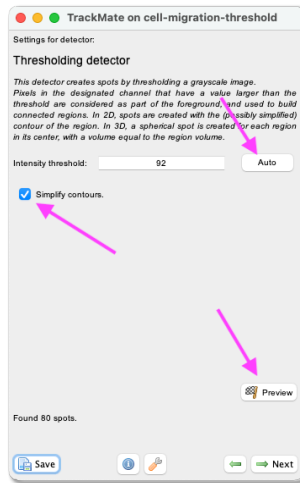 TrackMate on cell-migration-threshold
Settings for detector:
Thresholding detector
This detector creates spots by thresholding a grayscale image.
Pixels in the designated channel that have a value larger than the
threshold are considered as part of the foreground, and used to build
connected regions. In 2D, spots are created with the (possibly simplified)
contour of the region. In 3D, a spherical spot is created for each region
in its center, with a volume equal to the region volume.
Intensity threshold: 92 Auto
Simplify contours.
Preview
Found 80 spots.
Save Next